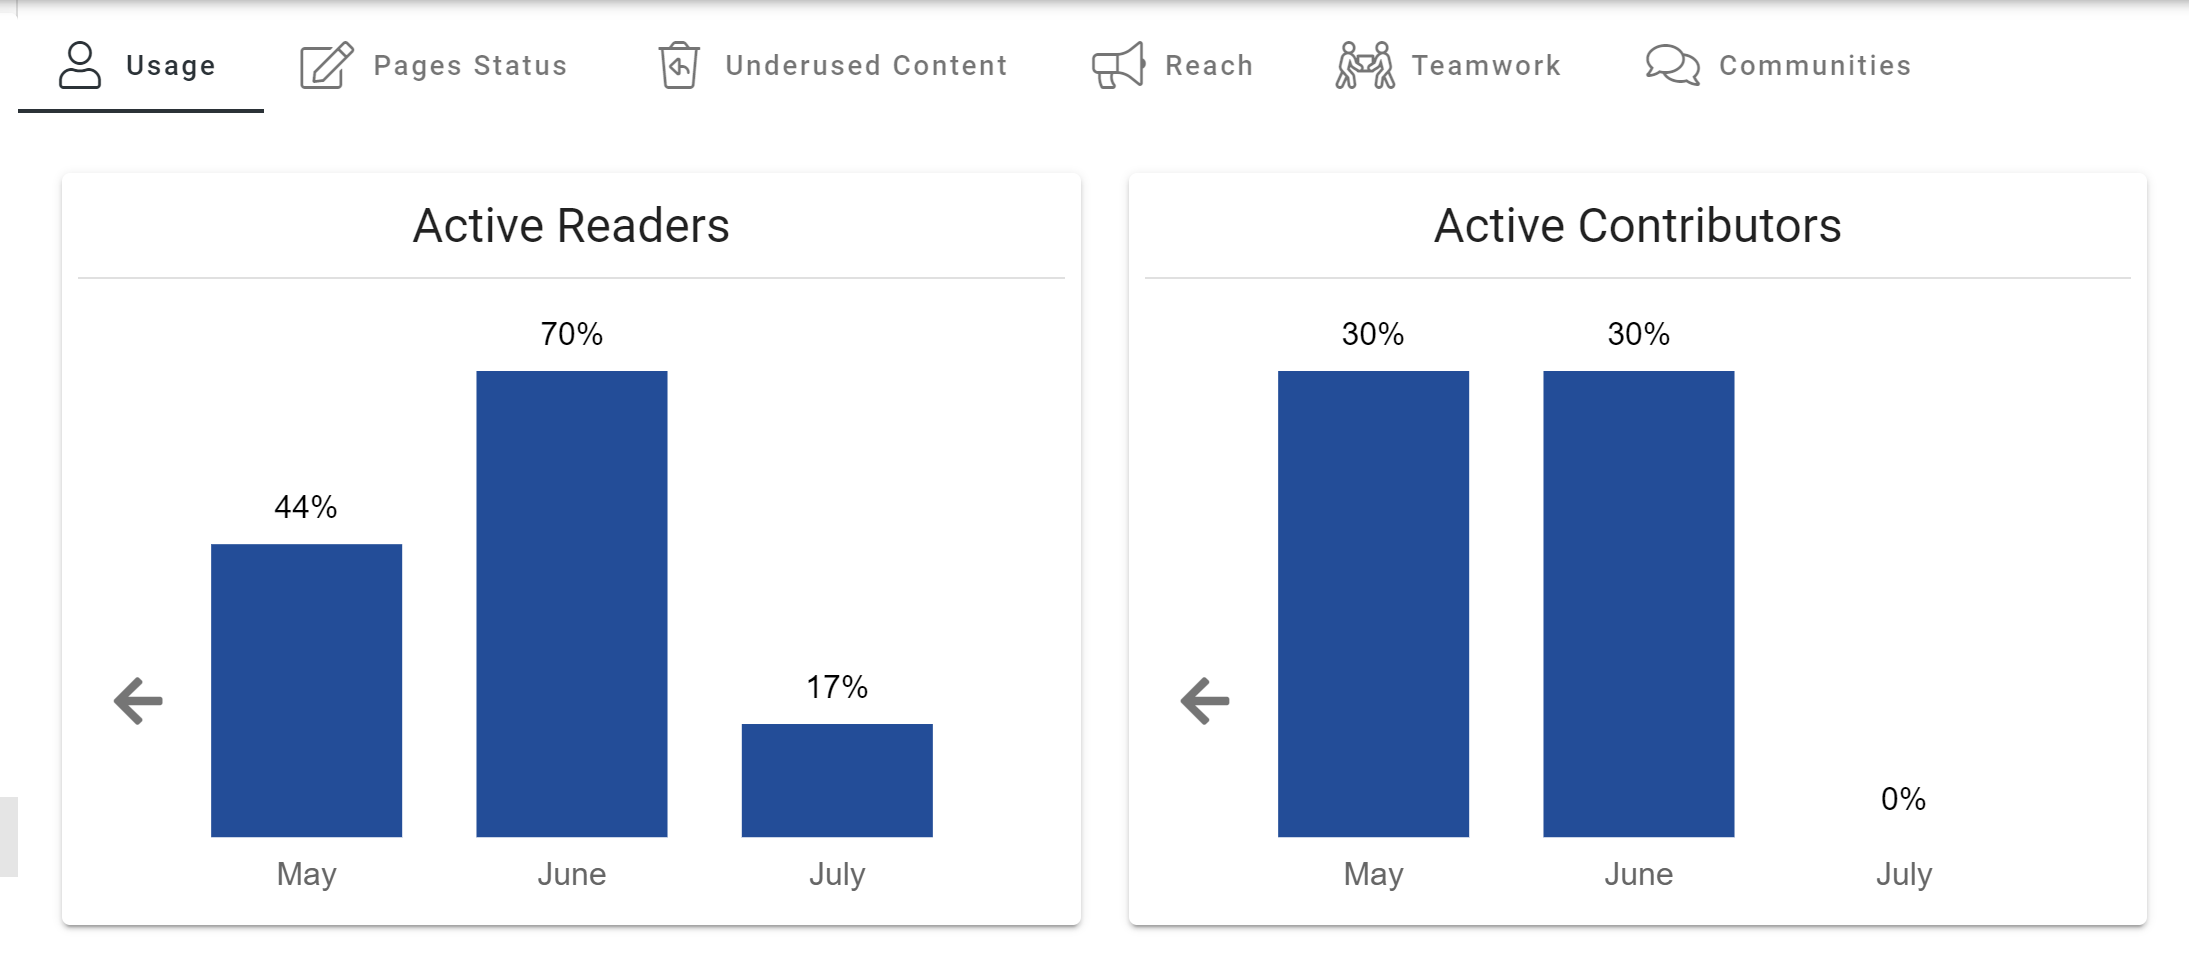 Usage Pages Status Underused Content Reach Teamwork Communities
Active Readers
70%
44%
17%
May June July
Active Contributors
30% 30%
0%
May June July